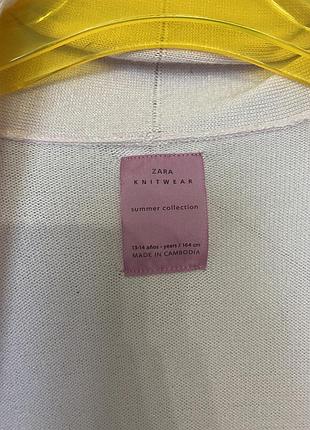 ZARA
KNITWEAR
summer collection
13-14 años - years / 164 cm
MADE IN CAMBODIA